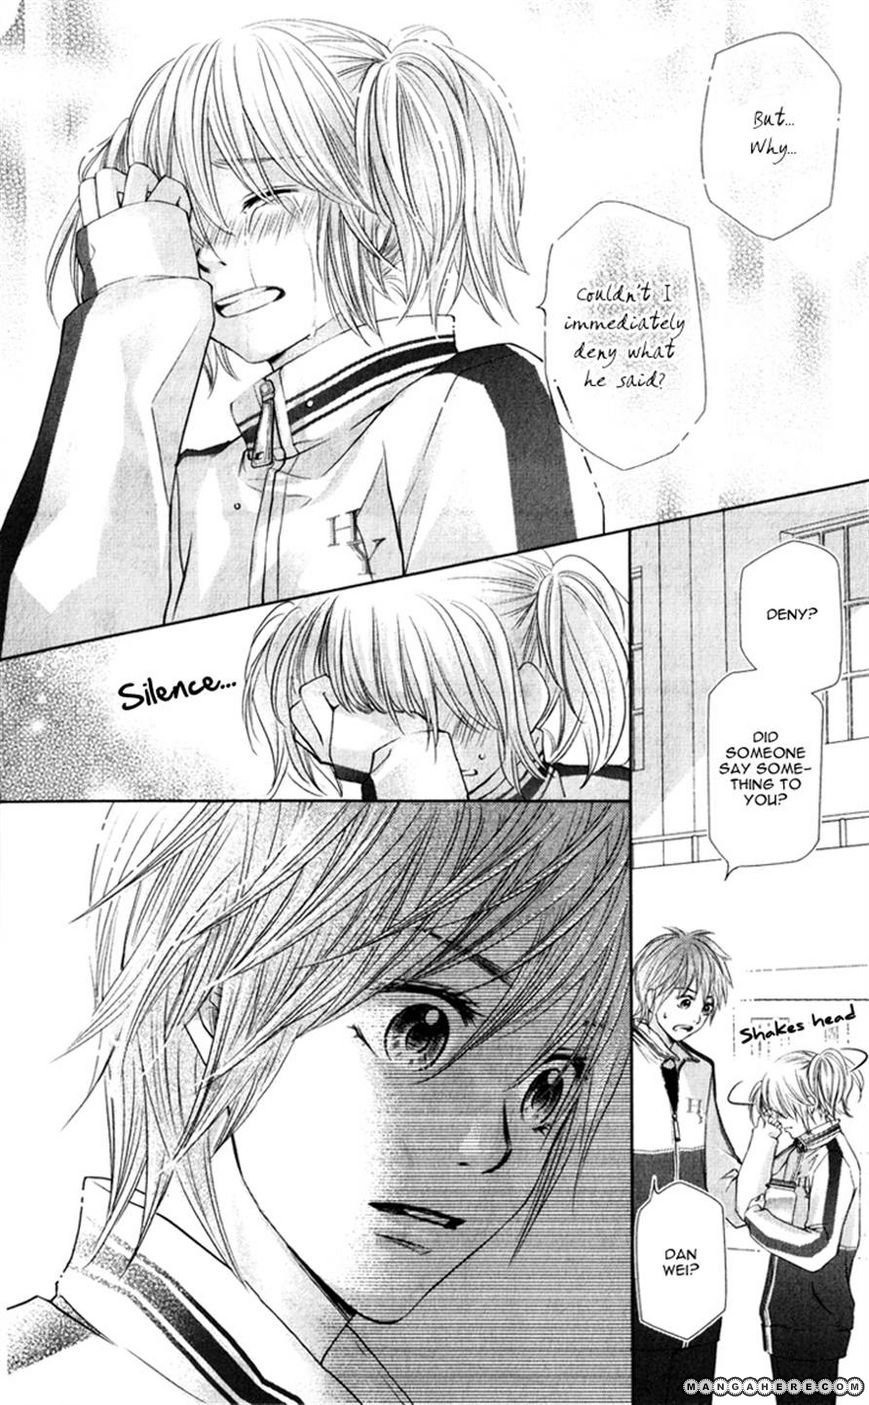 But...
Why...
Couldn't I
immediately
deny what
he said?
H
Y
DENY?
DID
SOMEONE
SAY SOME-
THING TO
YOU?
Silence...
Shakes head
H
Y
DAN
WEI?
MANGAHERE.COM